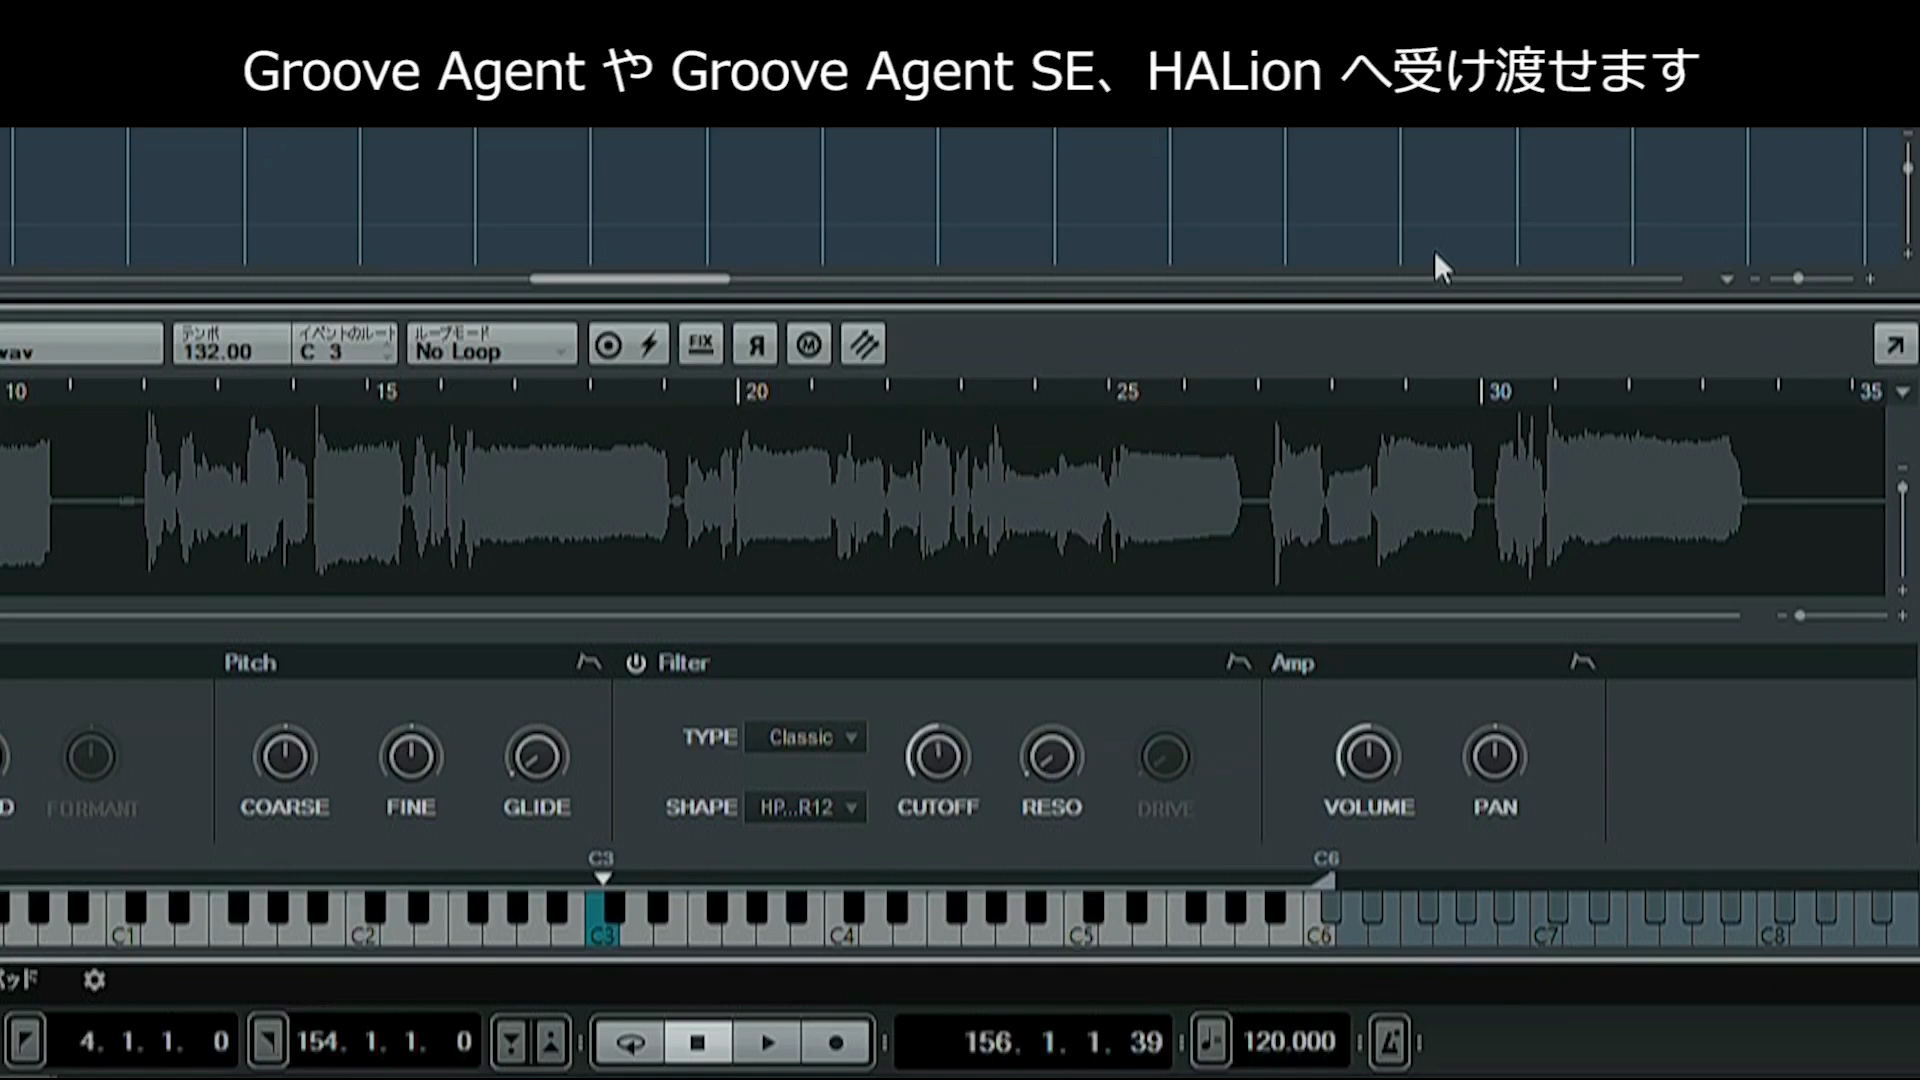 Groove Agent や Groove Agent SE、HALion へ受け渡せます
wav
テンポ
132.00
イベントのルート
C 3
ループモード
No Loop
FIX
R
M
10 15 20 25 30 35
Pitch
Filter
Amp
D FORMANT
COARSE FINE GLIDE
TYPE Classic
SHAPE HP...R12
CUTOFF RESO DRIVE
VOLUME PAN
C3 C6
C1 C2 C3 C4 C5 C6 C7 C8
パッド
4. 1. 1. 0
154. 1. 1. 0
156. 1. 1. 39
120.000